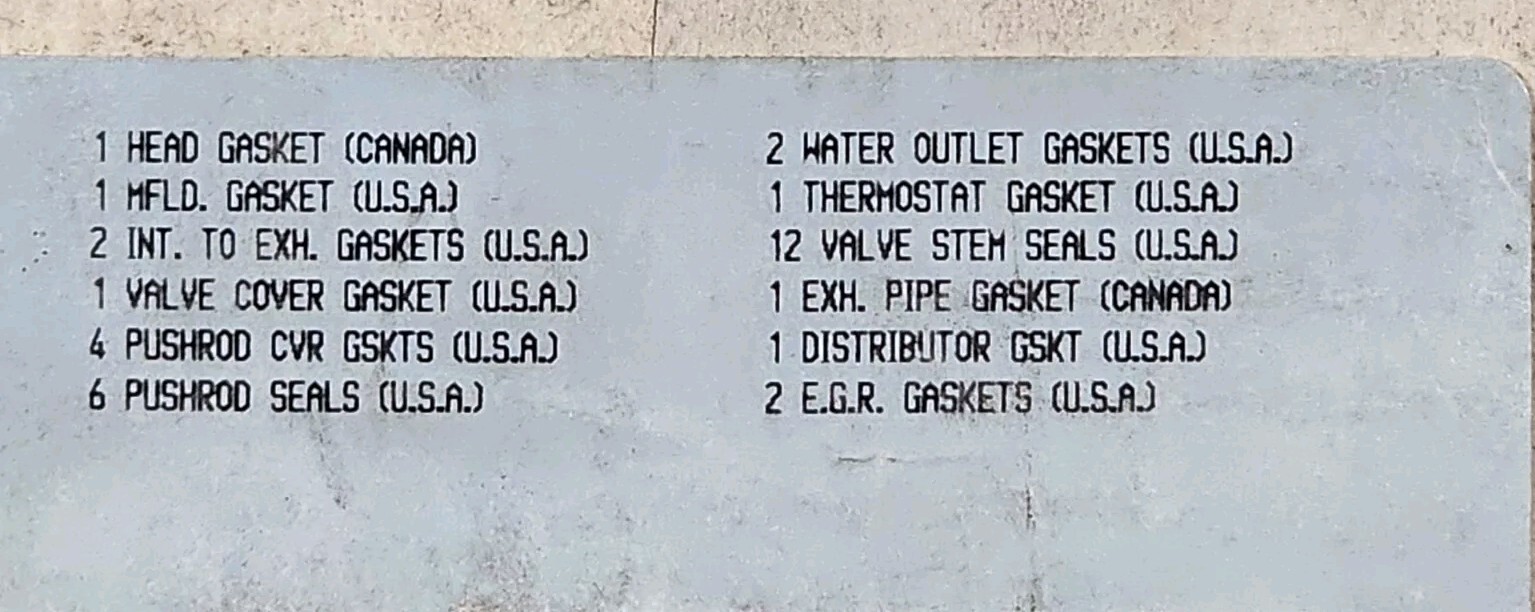 1 HEAD GASKET (CANADA)
1 MFLD. GASKET (U.S.A.)
2 INT. TO EXH. GASKETS (U.S.A.)
1 VALVE COVER GASKET (U.S.A.)
4 PUSHROD CVR GSKTS (U.S.A.)
6 PUSHROD SEALS (U.S.A.)
2 WATER OUTLET GASKETS (U.S.A.)
1 THERMOSTAT GASKET (U.S.A.)
12 VALVE STEM SEALS (U.S.A.)
1 EXH. PIPE GASKET (CANADA)
1 DISTRIBUTOR GSKT (U.S.A.)
2 E.G.R. GASKETS (U.S.A.)